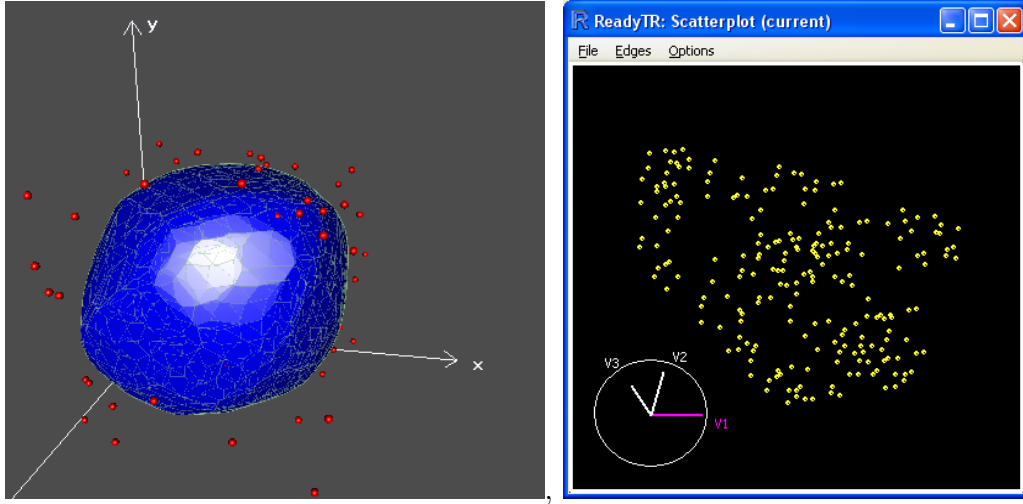 y
x
,
R ReadyTR: Scatterplot (current)
File Edges Options
V3
V2
V1